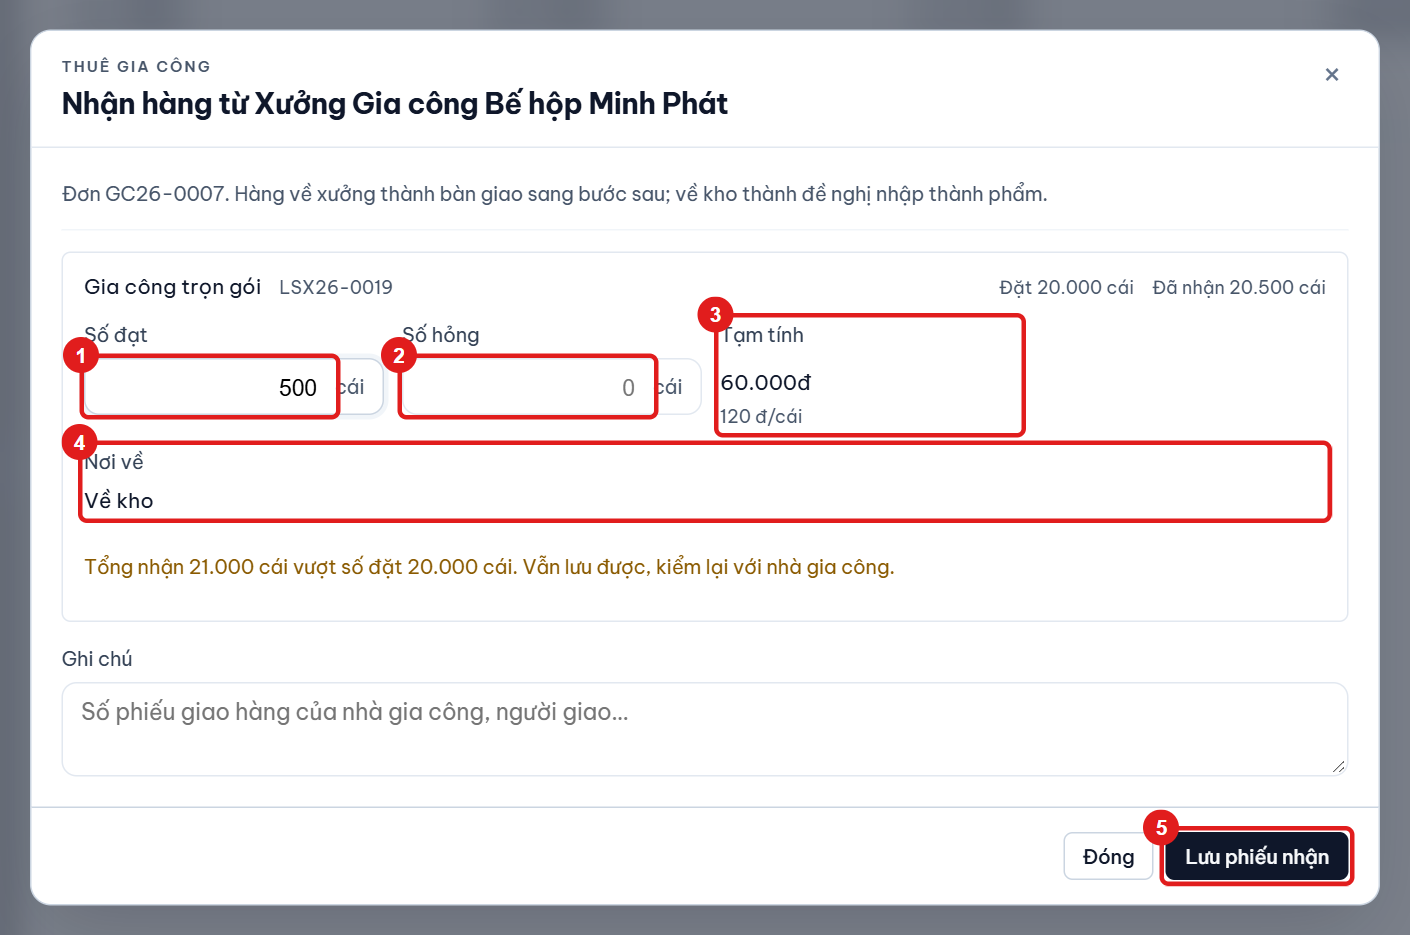 THUÊ GIA CÔNG
Nhận hàng từ Xưởng Gia công Bế hộp Minh Phát
×
Đơn GC26-0007. Hàng về xưởng thành bàn giao sang bước sau; về kho thành đề nghị nhập thành phẩm.
Gia công trọn gói LSX26-0019 Đặt 20.000 cái Đã nhận 20.500 cái
Số đạt Số hỏng 3 Tạm tính
1 500 cái 2 0 cái 60.000đ
120 đ/cái
4 Nơi về
Về kho
Tổng nhận 21.000 cái vượt số đặt 20.000 cái. Vẫn lưu được, kiểm lại với nhà gia công.
Ghi chú
Số phiếu giao hàng của nhà gia công, người giao...
Đóng 5 Lưu phiếu nhận